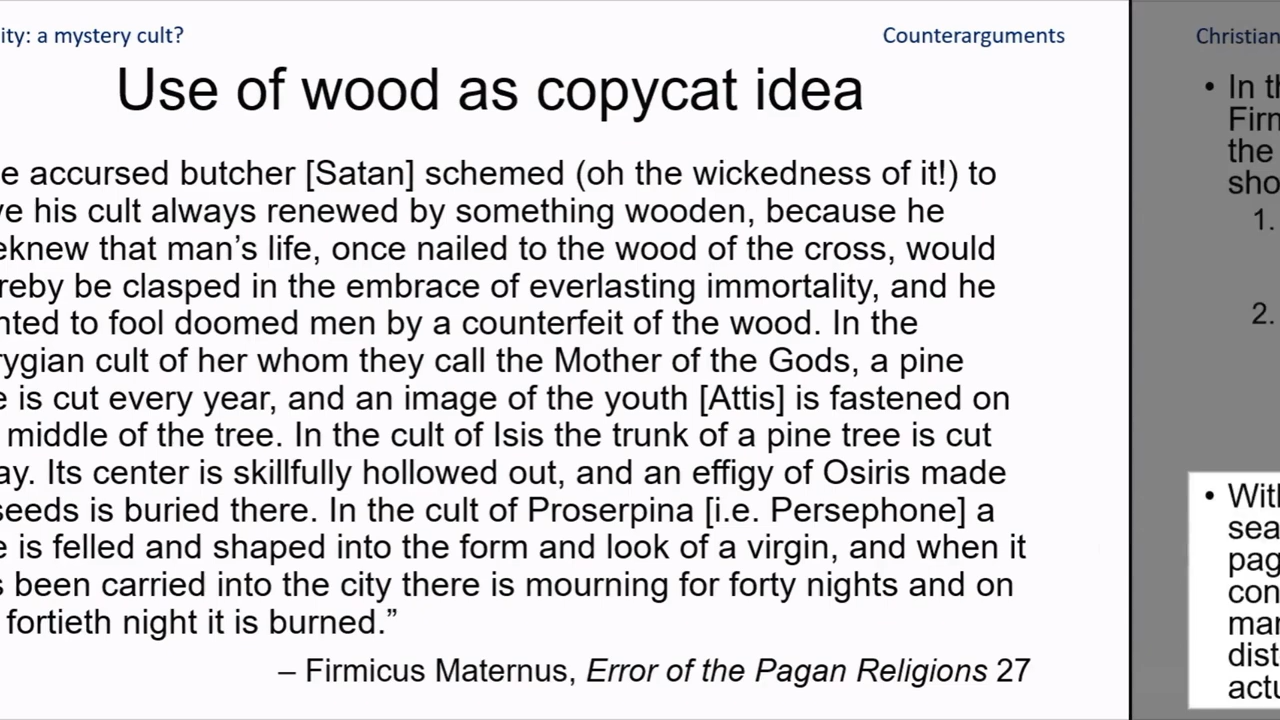 ity: a mystery cult?
Counterarguments
Use of wood as copycat idea
e accursed butcher [Satan] schemed (oh the wickedness of it!) to
ve his cult always renewed by something wooden, because he
eknew that man’s life, once nailed to the wood of the cross, would
reby be clasped in the embrace of everlasting immortality, and he
nted to fool doomed men by a counterfeit of the wood. In the
rygian cult of her whom they call the Mother of the Gods, a pine
e is cut every year, and an image of the youth [Attis] is fastened on
middle of the tree. In the cult of Isis the trunk of a pine tree is cut
ay. Its center is skillfully hollowed out, and an effigy of Osiris made
seeds is buried there. In the cult of Proserpina [i.e. Persephone] a
e is felled and shaped into the form and look of a virgin, and when it
s been carried into the city there is mourning for forty nights and on
fortieth night it is burned.”
– Firmicus Maternus, Error of the Pagan Religions 27
Christian
• In th
Firn
the
sho
1.
2.
• With
sea
pag
con
mar
dist
actu